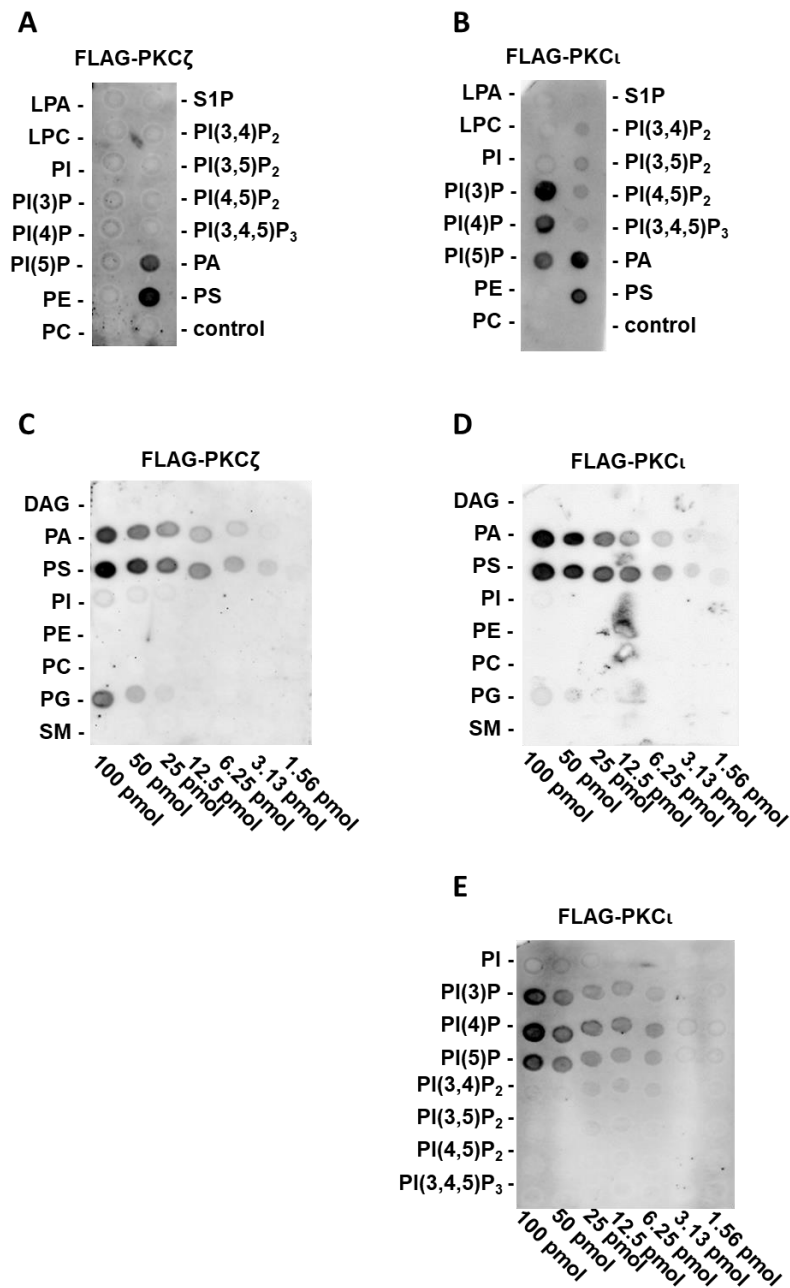 A
FLAG-PKCζ
LPA -
LPC -
PI -
PI(3)P -
PI(4)P -
PI(5)P -
PE -
PC -
- S1P
- PI(3,4)P₂
- PI(3,5)P₂
- PI(4,5)P₂
- PI(3,4,5)P₃
- PA
- PS
- control
B
FLAG-PKCι
LPA -
LPC -
PI -
PI(3)P -
PI(4)P -
PI(5)P -
PE -
PC -
- S1P
- PI(3,4)P₂
- PI(3,5)P₂
- PI(4,5)P₂
- PI(3,4,5)P₃
- PA
- PS
- control
C
FLAG-PKCζ
DAG -
PA -
PS -
PI -
PE -
PC -
PG -
SM -
100 pmol
50 pmol
25 pmol
12.5 pmol
6.25 pmol
3.13 pmol
1.56 pmol
D
FLAG-PKCι
DAG -
PA -
PS -
PI -
PE -
PC -
PG -
SM -
100 pmol
50 pmol
25 pmol
12.5 pmol
6.25 pmol
3.13 pmol
1.56 pmol
E
FLAG-PKCι
PI -
PI(3)P -
PI(4)P -
PI(5)P -
PI(3,4)P₂ -
PI(3,5)P₂ -
PI(4,5)P₂ -
PI(3,4,5)P₃ -
100 pmol
50 pmol
25 pmol
12.5 pmol
6.25 pmol
3.13 pmol
1.56 pmol